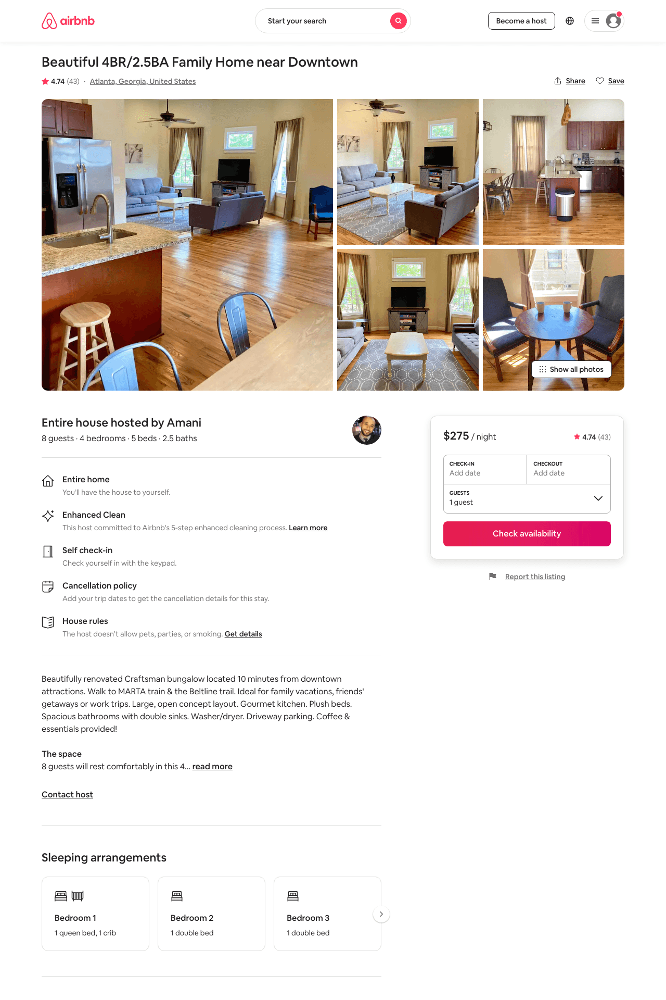 airbnb
Start your search
Become a host
Beautiful 4BR/2.5BA Family Home near Downtown
4.74 (43) · Atlanta, Georgia, United States
Share
Save
Show all photos
Entire house hosted by Amani
8 guests · 4 bedrooms · 5 beds · 2.5 baths
Entire home
You'll have the house to yourself.
Enhanced Clean
This host committed to Airbnb's 5-step enhanced cleaning process. Learn more
Self check-in
Check yourself in with the keypad.
Cancellation policy
Add your trip dates to get the cancellation details for this stay.
House rules
The host doesn't allow pets, parties, or smoking. Get details
$275 / night
4.74 (43)
CHECK-IN
Add date
CHECKOUT
Add date
GUESTS
1 guest
Check availability
Report this listing
Beautifully renovated Craftsman bungalow located 10 minutes from downtown
attractions. Walk to MARTA train & the Beltline trail. Ideal for family vacations, friends'
getaways or work trips. Large, open concept layout. Gourmet kitchen. Plush beds.
Spacious bathrooms with double sinks. Washer/dryer. Driveway parking. Coffee &
essentials provided!
The space
8 guests will rest comfortably in this 4... read more
Contact host
Sleeping arrangements
Bedroom 1
1 queen bed, 1 crib
Bedroom 2
1 double bed
Bedroom 3
1 double bed